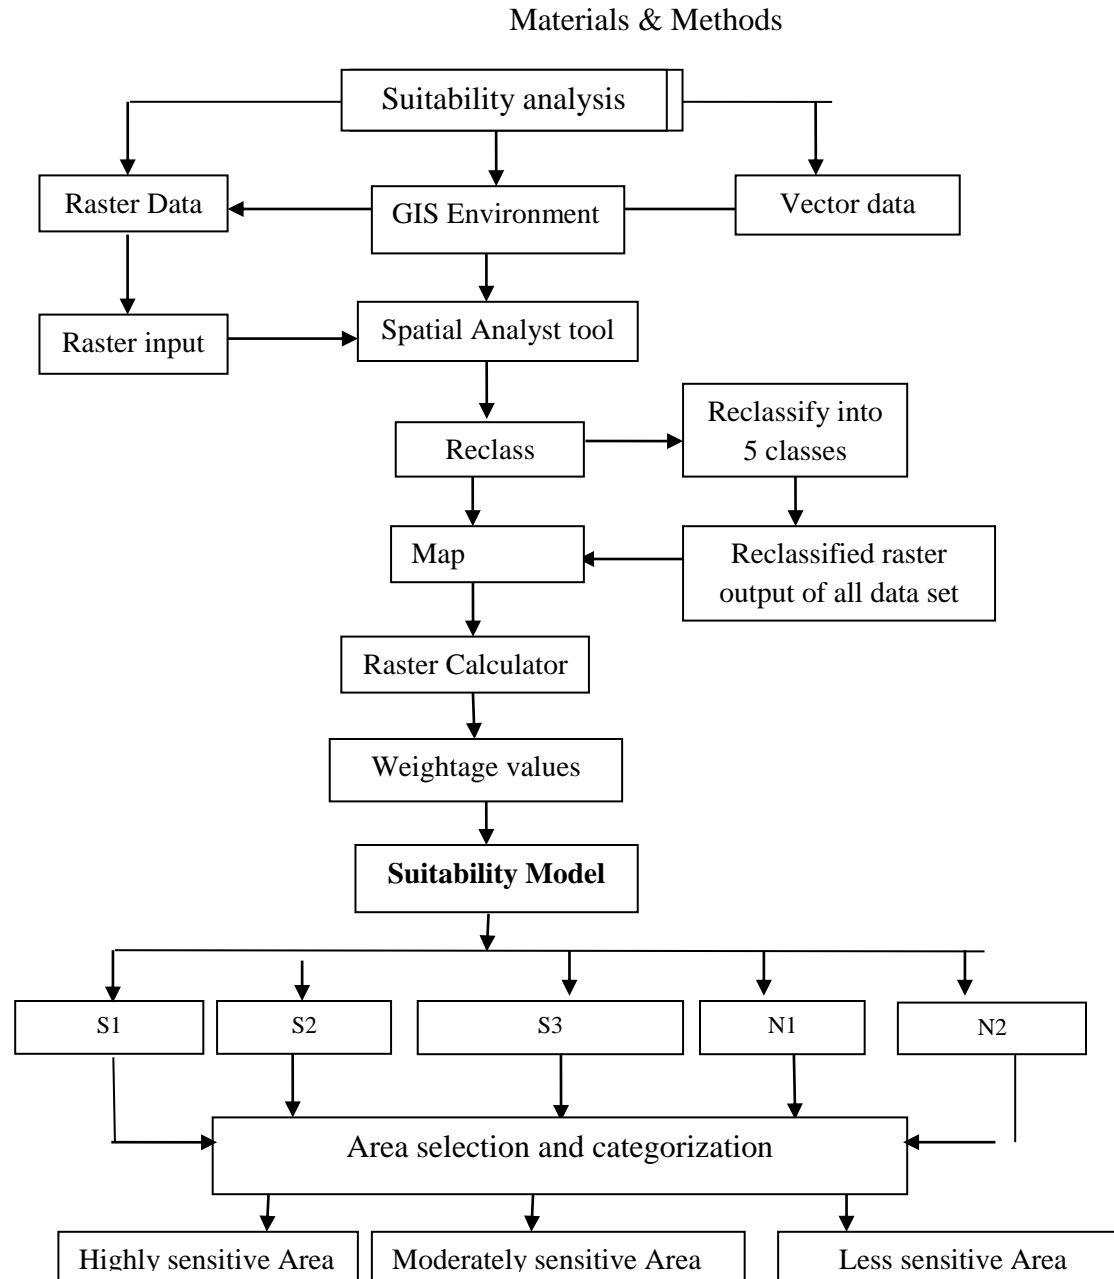 Materials & Methods
Suitability analysis
Raster Data
GIS Environment
Vector data
Raster input
Spatial Analyst tool
Reclass
Reclassify into
5 classes
Map
Reclassified raster
output of all data set
Raster Calculator
Weightage values
Suitability Model
S1
S2
S3
N1
N2
Area selection and categorization
Highly sensitive Area
Moderately sensitive Area
Less sensitive Area